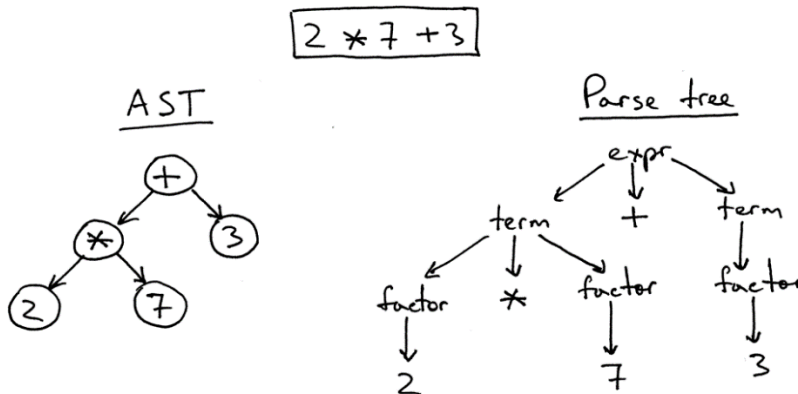 2 * 7 + 3
AST
Parse tree
+
* 3
2 7
expr
term + term
factor * factor factor
2 7 3